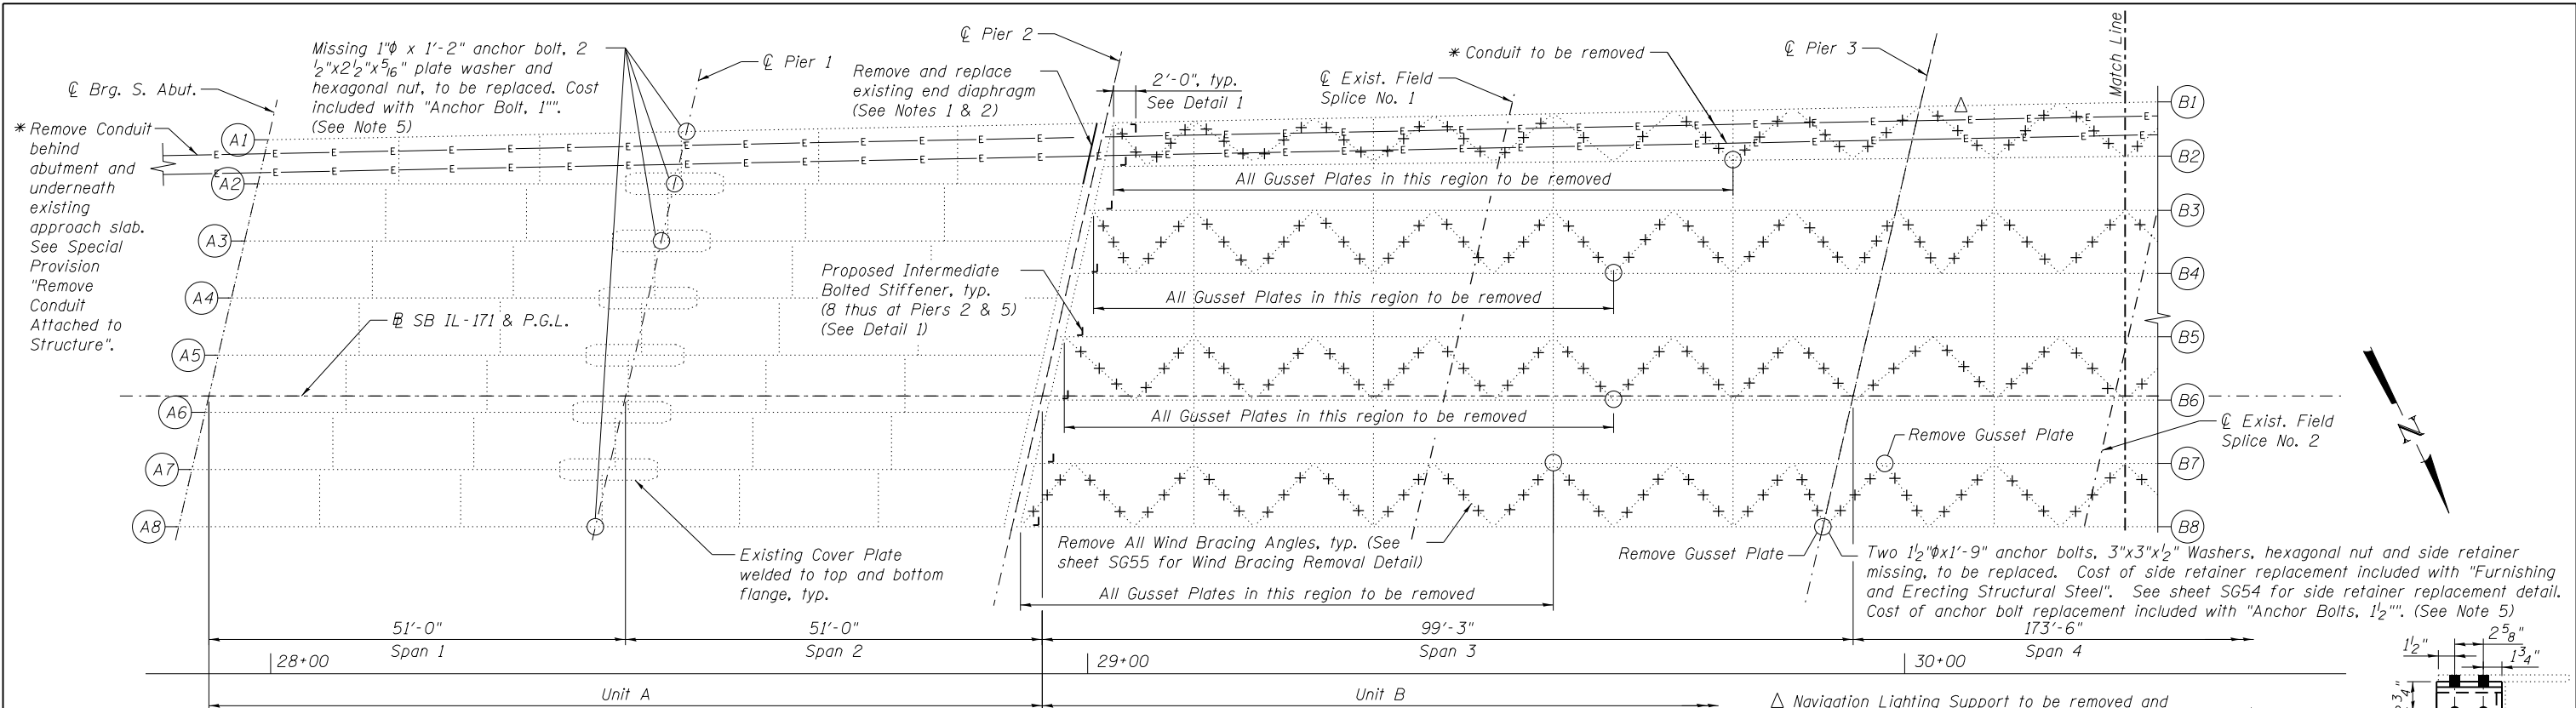 ℄ Brg. S. Abut.
Missing 1"ϕ x 1'-2" anchor bolt, 2
1/2"x2 1/2"x5/16" plate washer and
hexagonal nut, to be replaced. Cost
included with "Anchor Bolt, 1"".
(See Note 5)
℄ Pier 1
℄ Pier 2
Remove and replace
existing end diaphragm
(See Notes 1 & 2)
2'-0", typ.
See Detail 1
℄ Exist. Field
Splice No. 1
* Conduit to be removed
℄ Pier 3
Match Line
* Remove Conduit
behind
abutment and
underneath
existing
approach slab.
See Special
Provision
"Remove
Conduit
Attached to
Structure".
A1
A2
A3
A4
A5
A6
A7
A8
E E E E E E E E E E E E E E E E E E
E E E E E E E E E E E E E E E E E E
B1
B2
B3
B4
B5
B6
B7
B8
All Gusset Plates in this region to be removed
Proposed Intermediate
Bolted Stiffener, typ.
(8 thus at Piers 2 & 5)
(See Detail 1)
All Gusset Plates in this region to be removed
SB IL-171 & P.G.L.
All Gusset Plates in this region to be removed
℄ Exist. Field
Splice No. 2
Remove Gusset Plate
N
Existing Cover Plate
welded to top and bottom
flange, typ.
Remove All Wind Bracing Angles, typ. (See
sheet SG55 for Wind Bracing Removal Detail)
All Gusset Plates in this region to be removed
Remove Gusset Plate
Two 1 1/2"ϕx1'-9" anchor bolts, 3"x3"x1/2" Washers, hexagonal nut and side retainer
missing, to be replaced. Cost of side retainer replacement included with "Furnishing
and Erecting Structural Steel". See sheet SG54 for side retainer replacement detail.
Cost of anchor bolt replacement included with "Anchor Bolts, 1 1/2"". (See Note 5)
51'-0"
Span 1
51'-0"
Span 2
99'-3"
Span 3
173'-6"
Span 4
28+00
29+00
30+00
Unit A
Unit B
△ Navigation Lighting Support to be removed and
1 1/2"
2 5/8"
1 3/4"